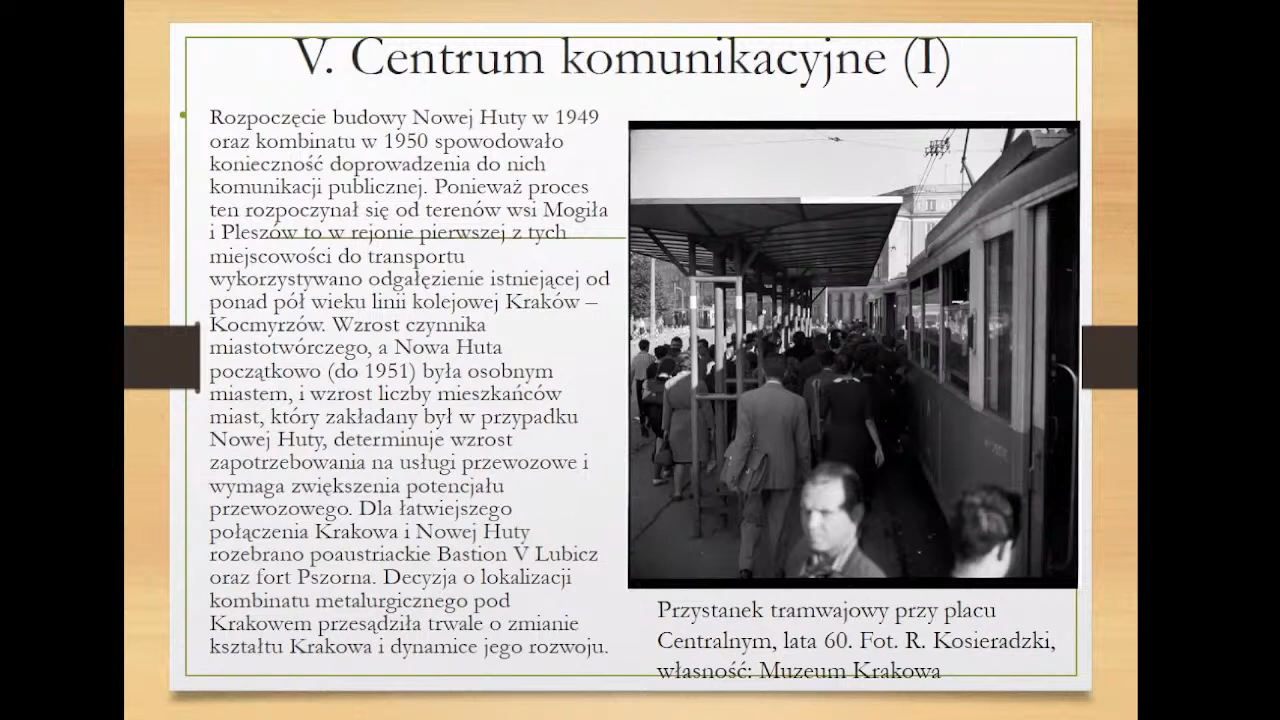 V. Centrum komunikacyjne (I)
Rozpoczęcie budowy Nowej Huty w 1949
oraz kombinatu w 1950 spowodowało
konieczność doprowadzenia do nich
komunikacji publicznej. Ponieważ proces
ten rozpoczynał się od terenów wsi Mogiła
i Pleszów to w rejonie pierwszej z tych
miejscowości do transportu
wykorzystywano odgałęzienie istniejącej od
ponad pół wieku linii kolejowej Kraków –
Kocmyrzów. Wzrost czynnika
miastotwórczego, a Nowa Huta
początkowo (do 1951) była osobnym
miastem, i wzrost liczby mieszkańców
miast, który zakładany był w przypadku
Nowej Huty, determinuje wzrost
zapotrzebowania na usługi przewozowe i
wymaga zwiększenia potencjału
przewozowego. Dla łatwiejszego
połączenia Krakowa i Nowej Huty
rozebrano poaustriackie Bastion V Lubicz
oraz fort Pszorna. Decyzja o lokalizacji
kombinatu metalurgicznego pod
Krakowem przesądziła trwale o zmianie
kształtu Krakowa i dynamice jego rozwoju.
Przystanek tramwajowy przy placu
Centralnym, lata 60. Fot. R. Kosieradzki,
własność: Muzeum Krakowa